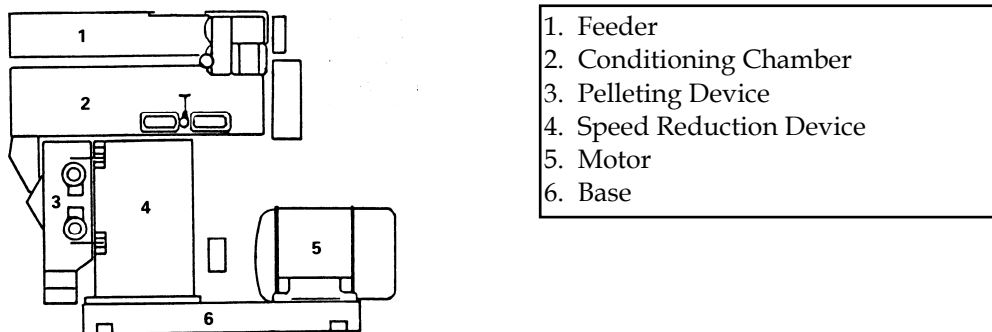 1
2
3
4
5
6
1. Feeder
2. Conditioning Chamber
3. Pelleting Device
4. Speed Reduction Device
5. Motor
6. Base